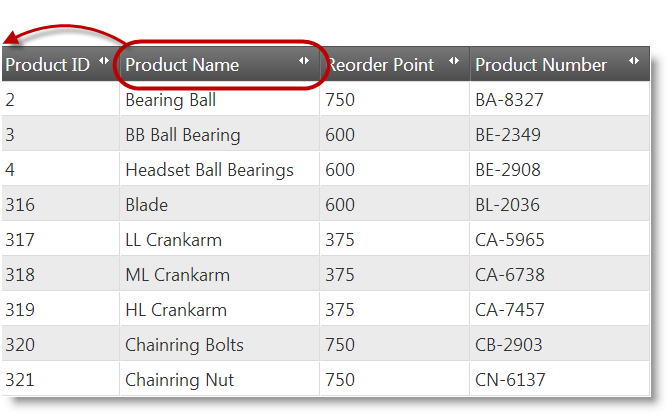 Product ID Product Name Reorder Point Product Number
2 Bearing Ball 750 BA-8327
3 BB Ball Bearing 600 BE-2349
4 Headset Ball Bearings 600 BE-2908
316 Blade 600 BL-2036
317 LL Crankarm 375 CA-5965
318 ML Crankarm 375 CA-6738
319 HL Crankarm 375 CA-7457
320 Chainring Bolts 750 CB-2903
321 Chainring Nut 750 CN-6137